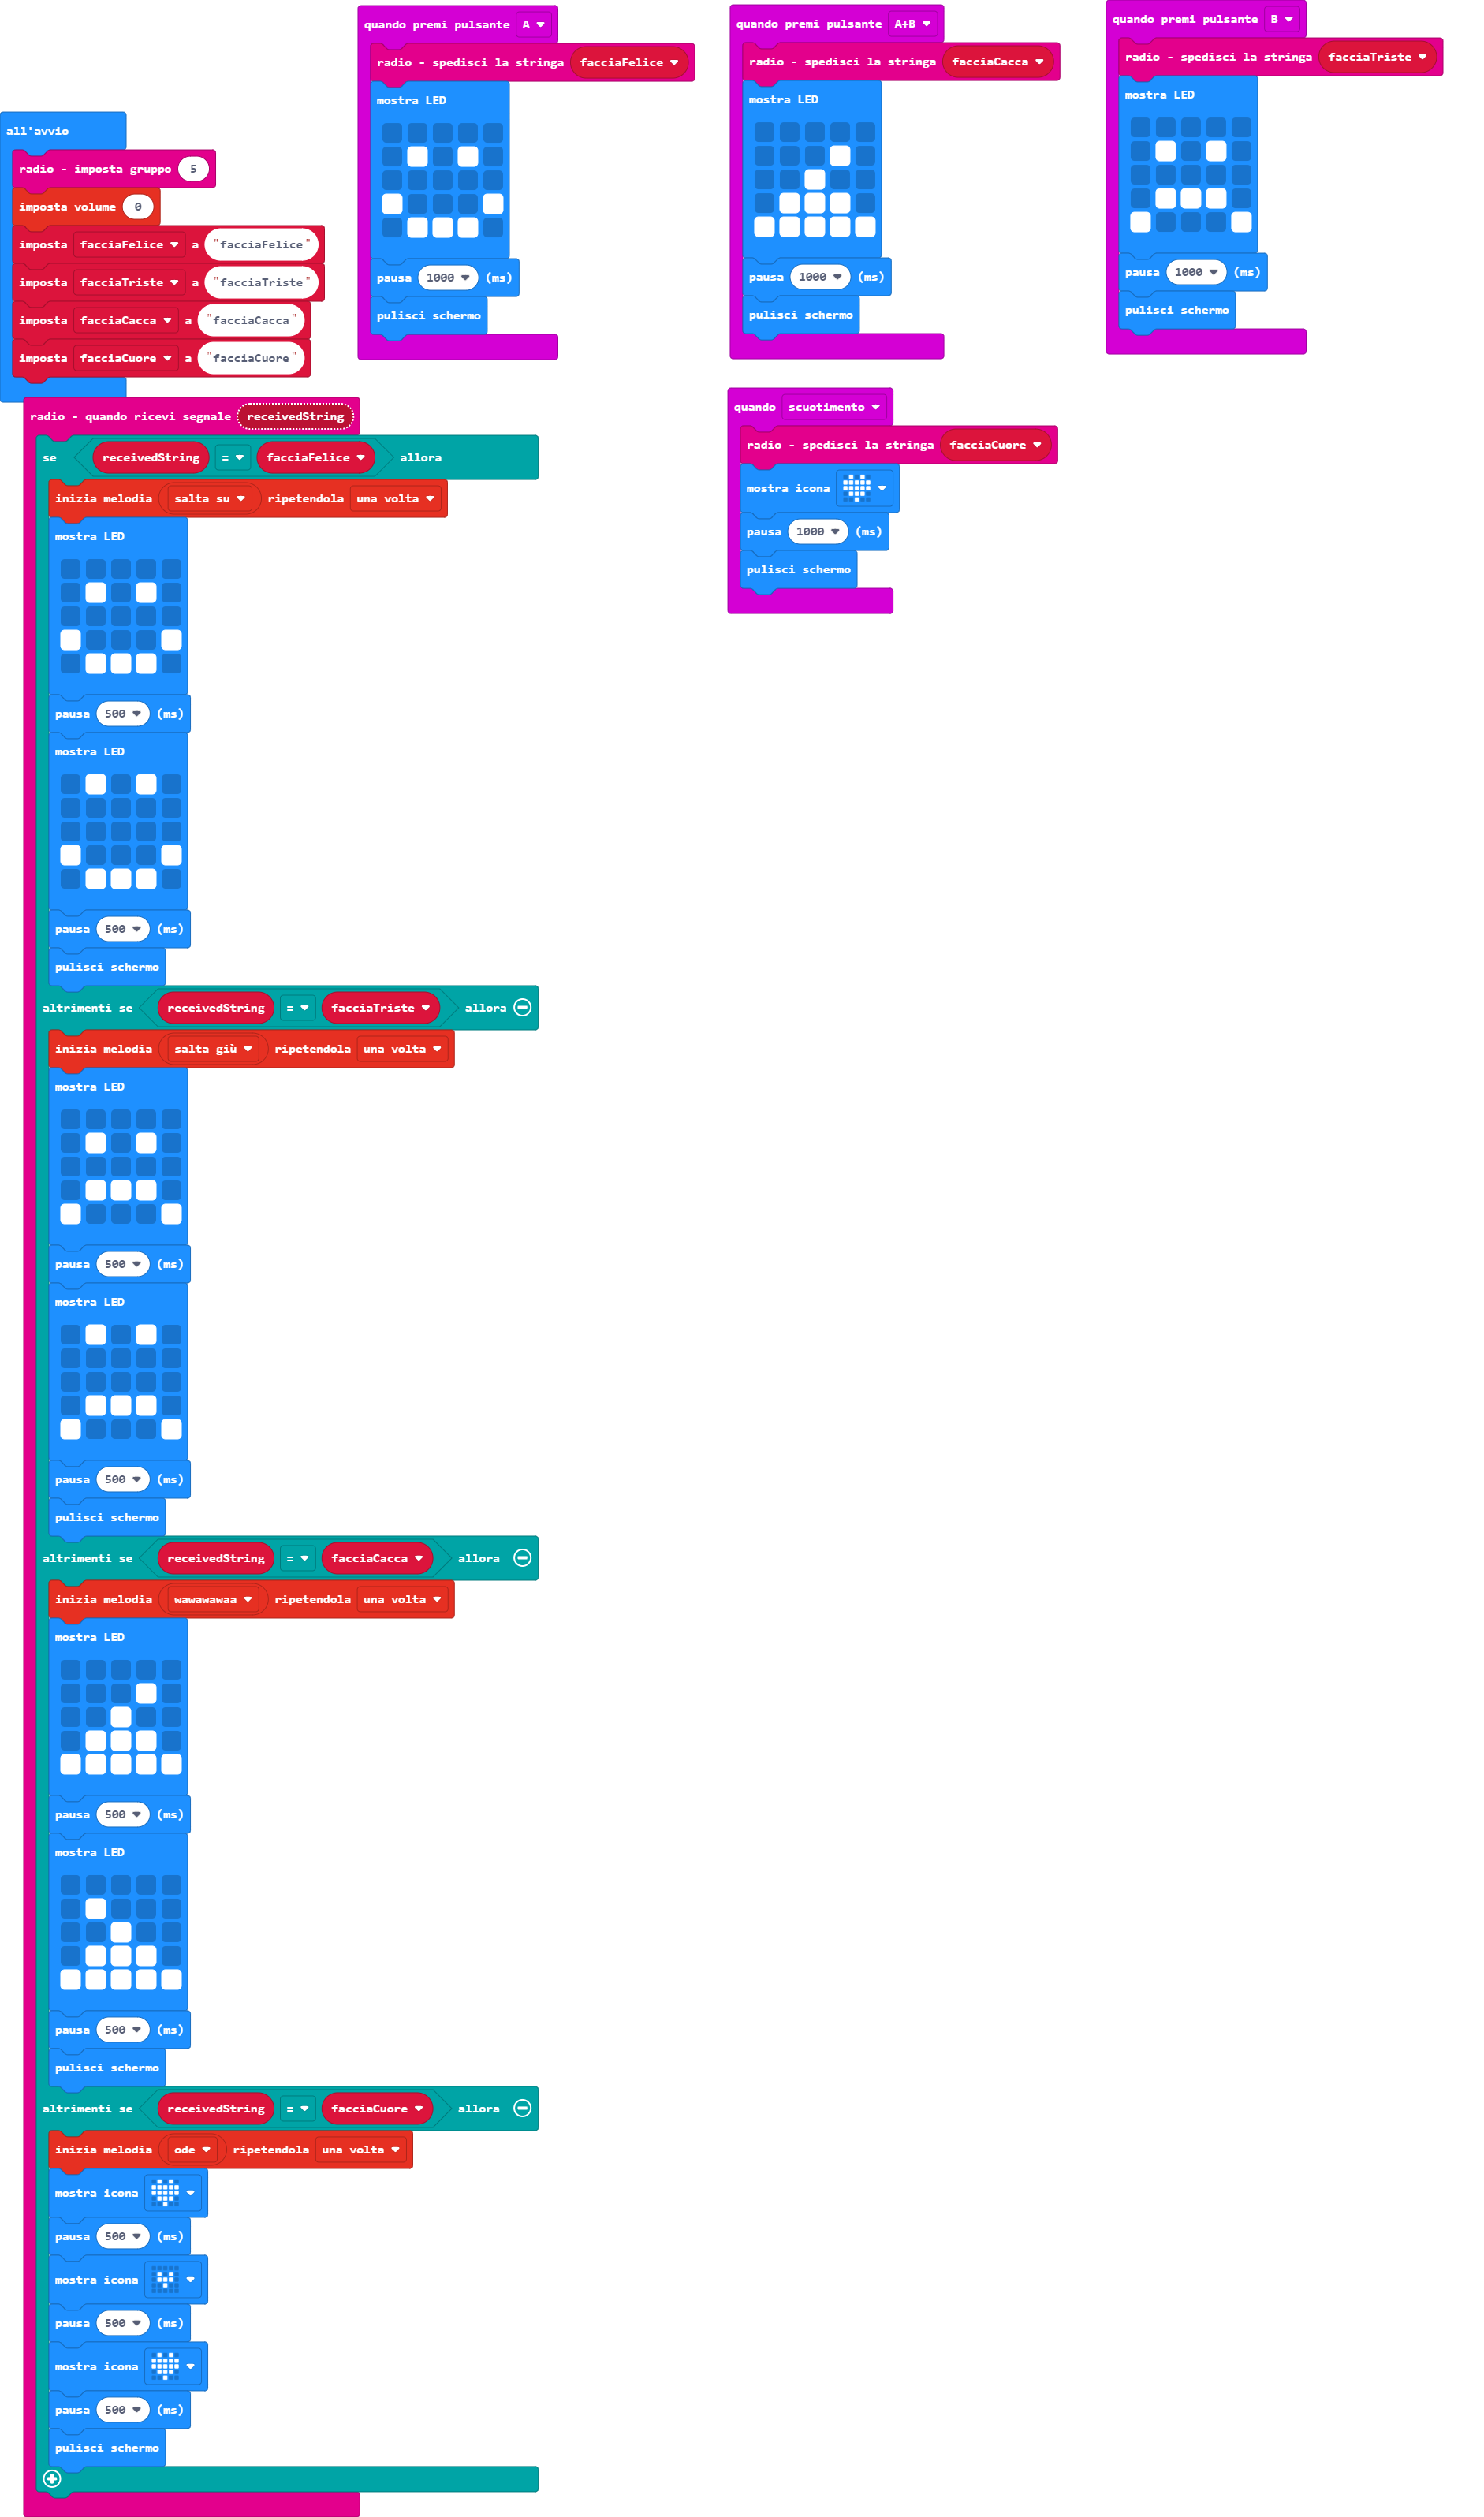 all'avvio
radio - imposta gruppo 5
imposta volume 0
imposta facciaFelice a "facciaFelice"
imposta facciaTriste a "facciaTriste"
imposta facciaCacca a "facciaCacca"
imposta facciaCuore a "facciaCuore"
quando premi pulsante A
radio - spedisci la stringa facciaFelice
mostra LED
pausa 1000 (ms)
pulisci schermo
quando premi pulsante A+B
radio - spedisci la stringa facciaCacca
mostra LED
pausa 1000 (ms)
pulisci schermo
quando premi pulsante B
radio - spedisci la stringa facciaTriste
mostra LED
pausa 1000 (ms)
pulisci schermo
radio - quando ricevi segnale receivedString
se receivedString = facciaFelice allora
inizia melodia salta su ripetendola una volta
mostra LED
pausa 500 (ms)
mostra LED
pausa 500 (ms)
pulisci schermo
altrimenti se receivedString = facciaTriste allora
inizia melodia salta giù ripetendola una volta
mostra LED
pausa 500 (ms)
mostra LED
pausa 500 (ms)
pulisci schermo
altrimenti se receivedString = facciaCacca allora
inizia melodia wawawawaa ripetendola una volta
mostra LED
pausa 500 (ms)
mostra LED
pausa 500 (ms)
pulisci schermo
altrimenti se receivedString = facciaCuore allora
inizia melodia ode ripetendola una volta
mostra icona
pausa 500 (ms)
mostra icona
pausa 500 (ms)
mostra icona
pausa 500 (ms)
pulisci schermo
quando scuotimento
radio - spedisci la stringa facciaCuore
mostra icona
pausa 1000 (ms)
pulisci schermo